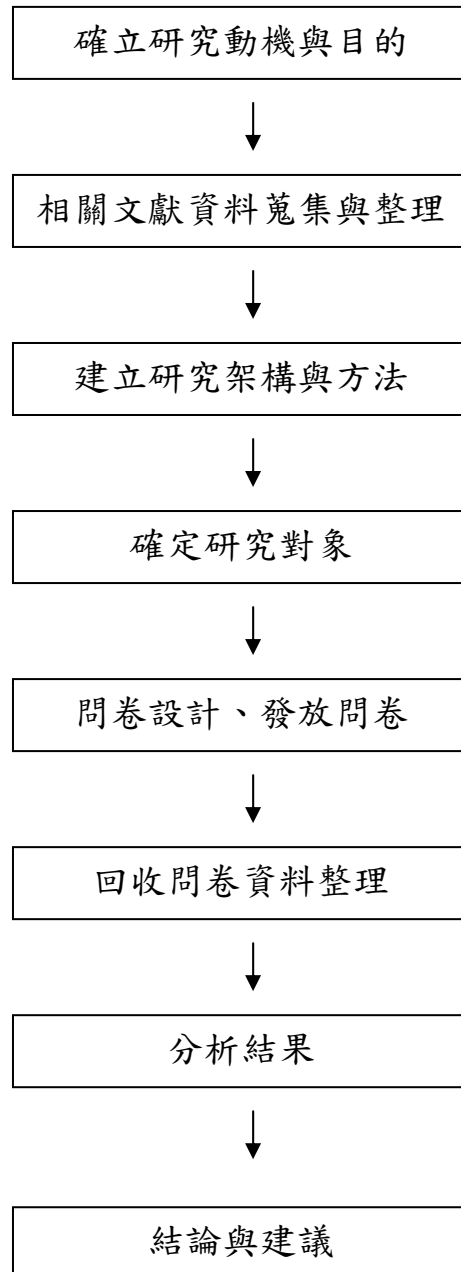 確立研究動機與目的
相關文獻資料蒐集與整理
建立研究架構與方法
確定研究對象
問卷設計、發放問卷
回收問卷資料整理
分析結果
結論與建議